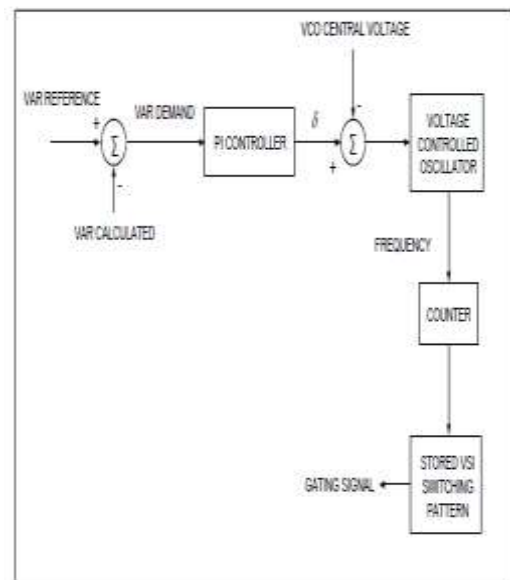 VCO CENTRAL VOLTAGE
VAR REFERENCE
VAR DEMAND
+
Σ
-
PI CONTROLLER
δ
-
+
Σ
VOLTAGE
CONTROLLED
OSCILLATOR
VAR CALCULATED
FREQUENCY
COUNTER
STORED VSI
SWITCHING
PATTERN
GATING SIGNAL